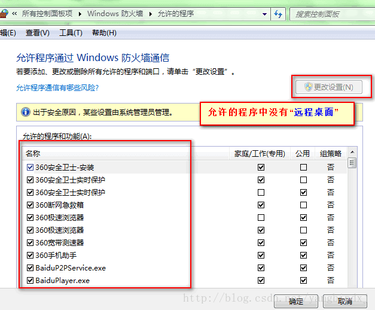 « 所有控制面板项 ▸ Windows 防火墙 ▸ 允许的程序
搜索控制面板
辑(E) 查看(V) 工具(T) 帮助(H)
允许程序通过 Windows 防火墙通信
若要添加、更改或删除所有允许的程序和端口，请单击“更改设置”。
允许程序通信有哪些风险?
更改设置(N)
出于安全原因，某些设置由系统管理员管理。
允许的程序中没有“远程桌面”
允许的程序和功能(A):
名称 家庭/工作(专用) 公用 组策略
360安全卫士-安装 否
360安全卫士实时保护 否
360安全卫士实时保护 否
360断网急救箱 否
360极速浏览器 否
360极速浏览器 否
360宽带测速器 否
360手机助手 否
BaiduP2PService.exe 否
BaiduPlayer.exe 否
http://blog.csdn.
确定 取消